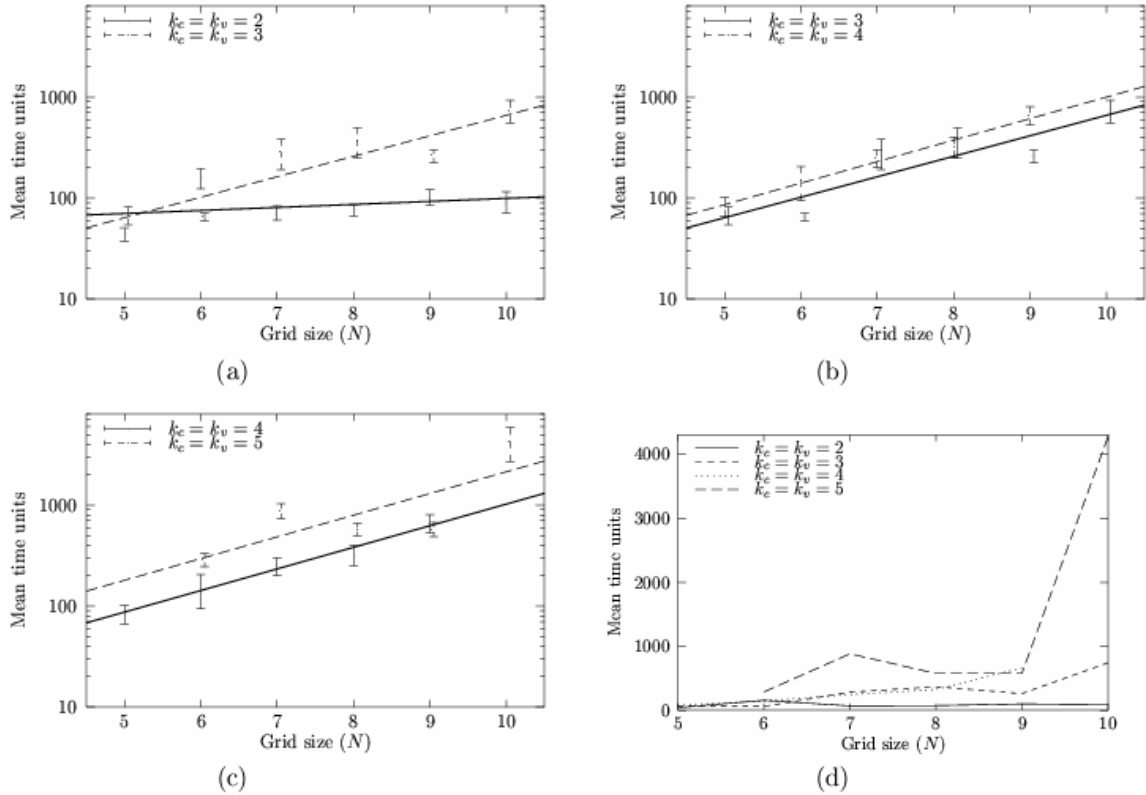 k_c = k_v = 2
k_c = k_v = 3
1000
100
10
Mean time units
5 6 7 8 9 10
Grid size (N)
(a)
k_c = k_v = 3
k_c = k_v = 4
1000
100
10
Mean time units
5 6 7 8 9 10
Grid size (N)
(b)
k_c = k_v = 4
k_c = k_v = 5
1000
100
10
Mean time units
5 6 7 8 9 10
Grid size (N)
(c)
k_c = k_v = 2
k_c = k_v = 3
k_c = k_v = 4
k_c = k_v = 5
4000
3000
2000
1000
0
Mean time units
5 6 7 8 9 10
Grid size (N)
(d)